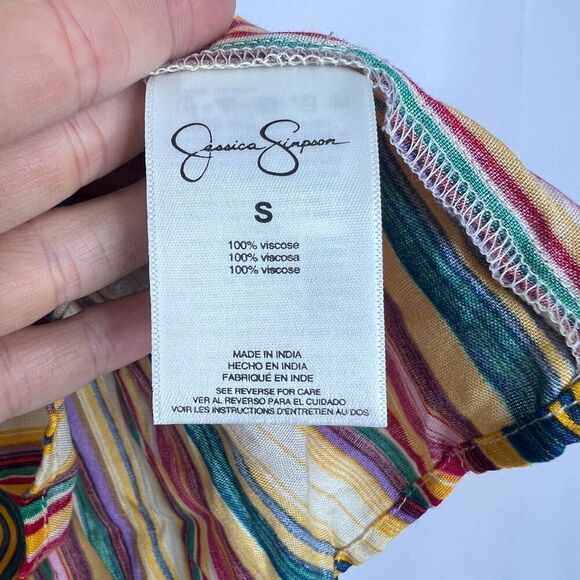 Jessica Simpson
S
100% viscose
100% viscosa
100% viscose
MADE IN INDIA
HECHO EN INDIA
FABRIQUÉ EN INDE
SEE REVERSE FOR CARE
VER AL REVERSO PARA EL CUIDADO
VOIR LES INSTRUCTIONS D'ENTRETIEN AU DOS